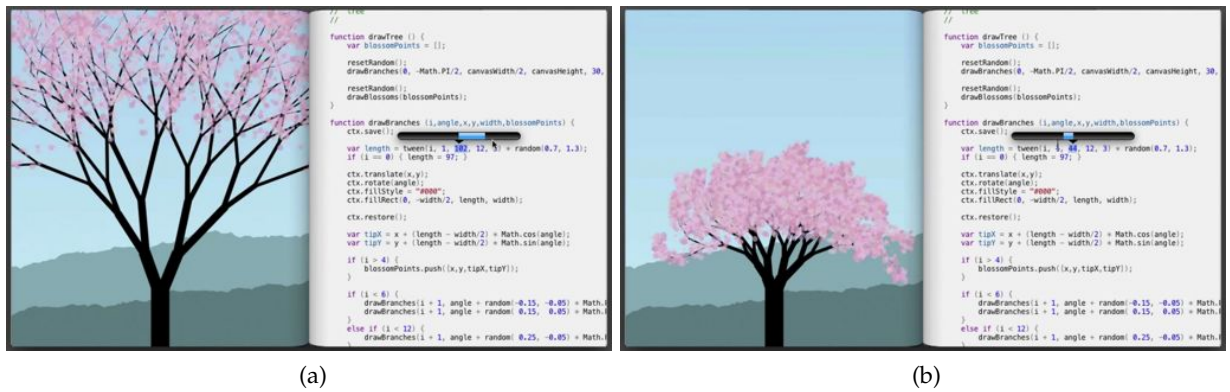 // Tree
//
function drawTree () {
var blossomPoints = [];
resetRandom();
drawBranches(0, -Math.PI/2, canvasWidth/2, canvasHeight, 30,
resetRandom();
drawBlossoms(blossomPoints);
}
function drawBranches (i,angle,x,y,width,blossomPoints) {
ctx.save();
var length = tween(i, 1, 102, 12, 3) * random(0.7, 1.3);
if (i == 0) { length = 97; }
ctx.translate(x,y);
ctx.rotate(angle);
ctx.fillStyle = "#000";
ctx.fillRect(0, -width/2, length, width);
ctx.restore();
var tipX = x + (length - width/2) * Math.cos(angle);
var tipY = y + (length - width/2) * Math.sin(angle);
if (i > 4) {
blossomPoints.push([x,y,tipX,tipY]);
}
if (i < 6) {
drawBranches(i + 1, angle + random(-0.15, -0.05) * Math.
drawBranches(i + 1, angle + random( 0.15, 0.05) * Math.
}
else if (i < 12) {
drawBranches(i + 1, angle + random( 0.25, -0.05) * Math.
(a)
// Tree
//
function drawTree () {
var blossomPoints = [];
resetRandom();
drawBranches(0, -Math.PI/2, canvasWidth/2, canvasHeight, 30,
resetRandom();
drawBlossoms(blossomPoints);
}
function drawBranches (i,angle,x,y,width,blossomPoints) {
ctx.save();
var length = tween(i, 44, 12, 3) * random(0.7, 1.3);
if (i == 0) { length = 97; }
ctx.translate(x,y);
ctx.rotate(angle);
ctx.fillStyle = "#000";
ctx.fillRect(0, -width/2, length, width);
ctx.restore();
var tipX = x + (length - width/2) * Math.cos(angle);
var tipY = y + (length - width/2) * Math.sin(angle);
if (i > 4) {
blossomPoints.push([x,y,tipX,tipY]);
}
if (i < 6) {
drawBranches(i + 1, angle + random(-0.15, -0.05) * Math.
drawBranches(i + 1, angle + random( 0.15, 0.05) * Math.
}
else if (i < 12) {
drawBranches(i + 1, angle + random( 0.25, -0.05) * Math.
(b)